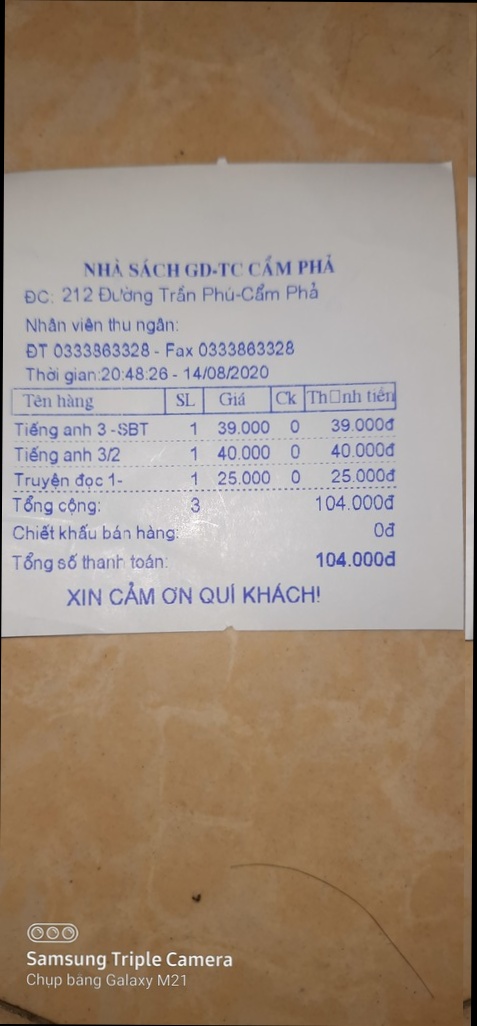 NHÀ SÁCH GD-TC CẨM PHẢ
ĐC: 212 Đường Trần Phú-Cẩm Phả
Nhân viên thu ngân:
ĐT 0333863328 - Fax 0333863328
Thời gian:20:48:26 - 14/08/2020
Tên hàng SL Giá Ck Th□nh tiền
Tiếng anh 3 -SBT 1 39.000 0 39.000đ
Tiếng anh 3/2 1 40.000 0 40.000đ
Truyện đọc 1- 1 25.000 0 25.000đ
Tổng cộng: 3 104.000đ
Chiết khấu bán hàng: 0đ
Tổng số thanh toán: 104.000đ
XIN CẢM ƠN QUÍ KHÁCH!
Samsung Triple Camera
Chụp bằng Galaxy M21